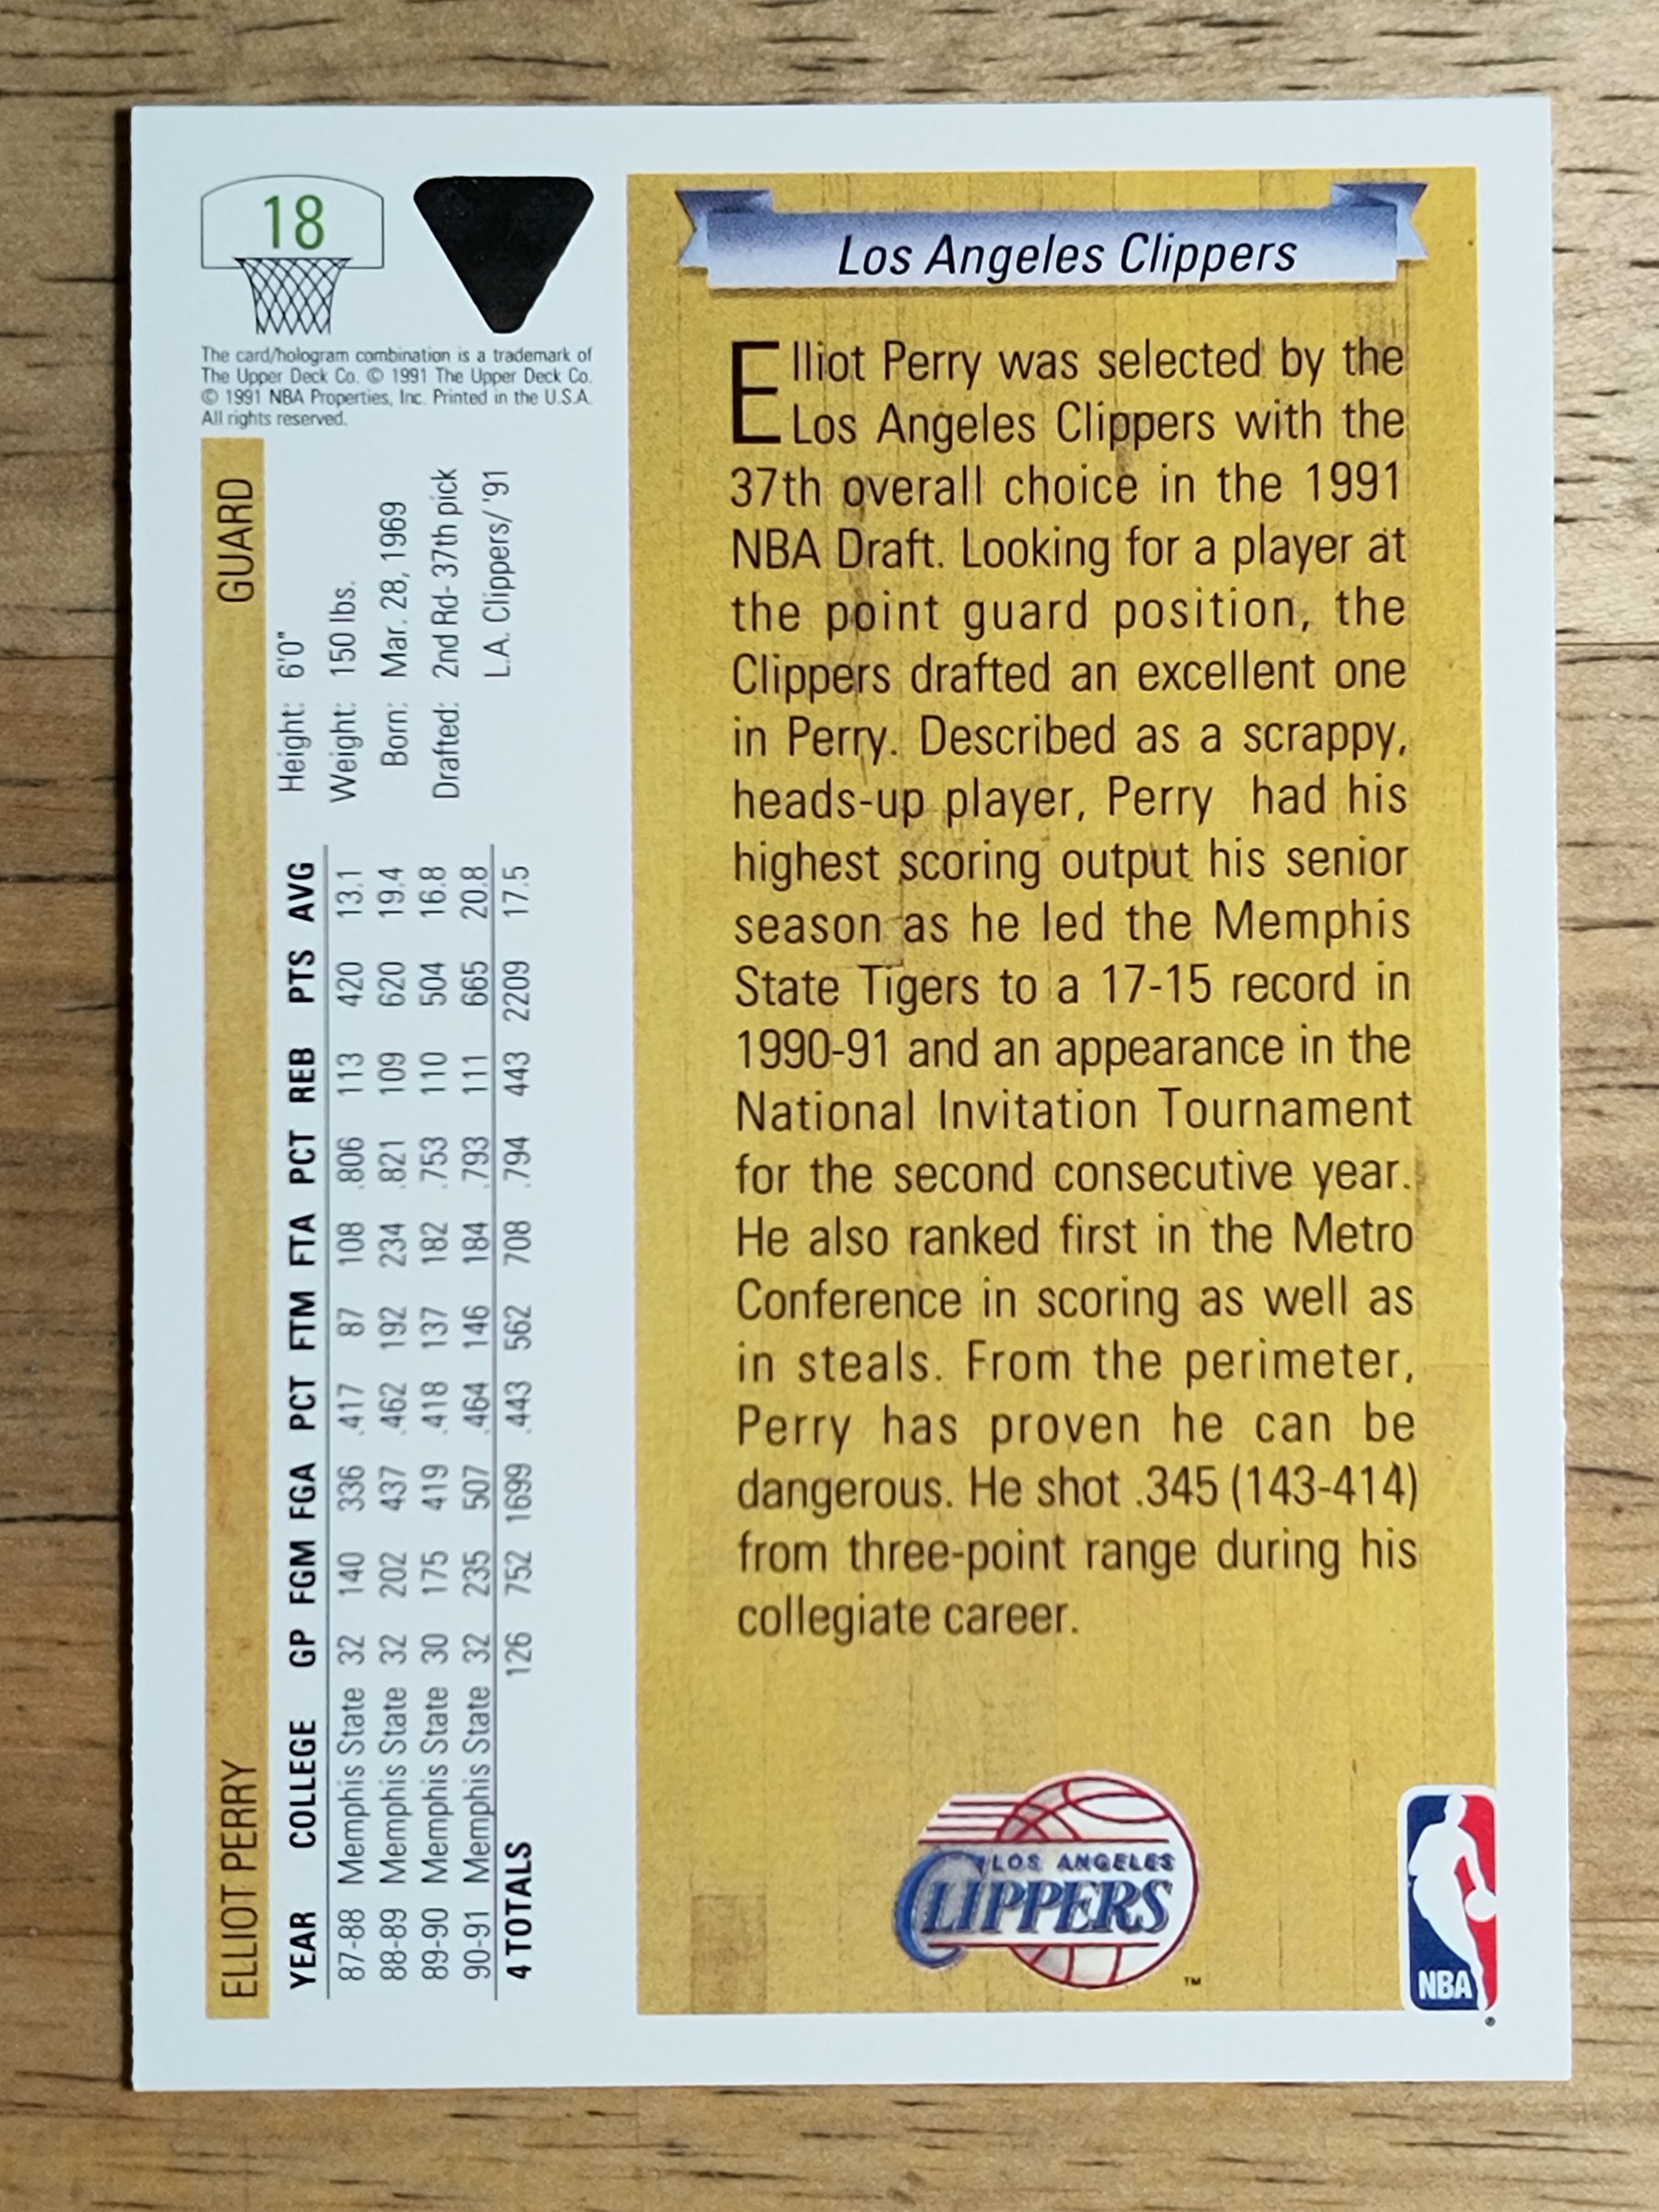 18
The card/hologram combination is a trademark of
The Upper Deck Co. © 1991 The Upper Deck Co.
© 1991 NBA Properties, Inc. Printed in the U.S.A.
All rights reserved.
ELLIOT PERRY GUARD
Height: 6'0"
Weight: 150 lbs.
Born: Mar. 28, 1969
Drafted: 2nd Rd- 37th pick
L.A. Clippers/ '91
YEAR COLLEGE GP FGM FGA PCT FTM FTA PCT REB PTS AVG
87-88 Memphis State 32 140 336 .417 87 108 .806 113 420 13.1
88-89 Memphis State 32 202 437 .462 192 234 .821 109 620 19.4
89-90 Memphis State 30 175 419 .418 137 182 .753 110 504 16.8
90-91 Memphis State 32 235 507 .464 146 184 .793 111 665 20.8
4 TOTALS 126 752 1699 .443 562 708 .794 443 2209 17.5
Los Angeles Clippers
Elliot Perry was selected by the
Los Angeles Clippers with the
37th overall choice in the 1991
NBA Draft. Looking for a player at
the point guard position, the
Clippers drafted an excellent one
in Perry. Described as a scrappy,
heads-up player, Perry had his
highest scoring output his senior
season as he led the Memphis
State Tigers to a 17-15 record in
1990-91 and an appearance in the
National Invitation Tournament
for the second consecutive year.
He also ranked first in the Metro
Conference in scoring as well as
in steals. From the perimeter,
Perry has proven he can be
dangerous. He shot .345 (143-414)
from three-point range during his
collegiate career.
LOS ANGELES
CLIPPERS
TM
NBA
®